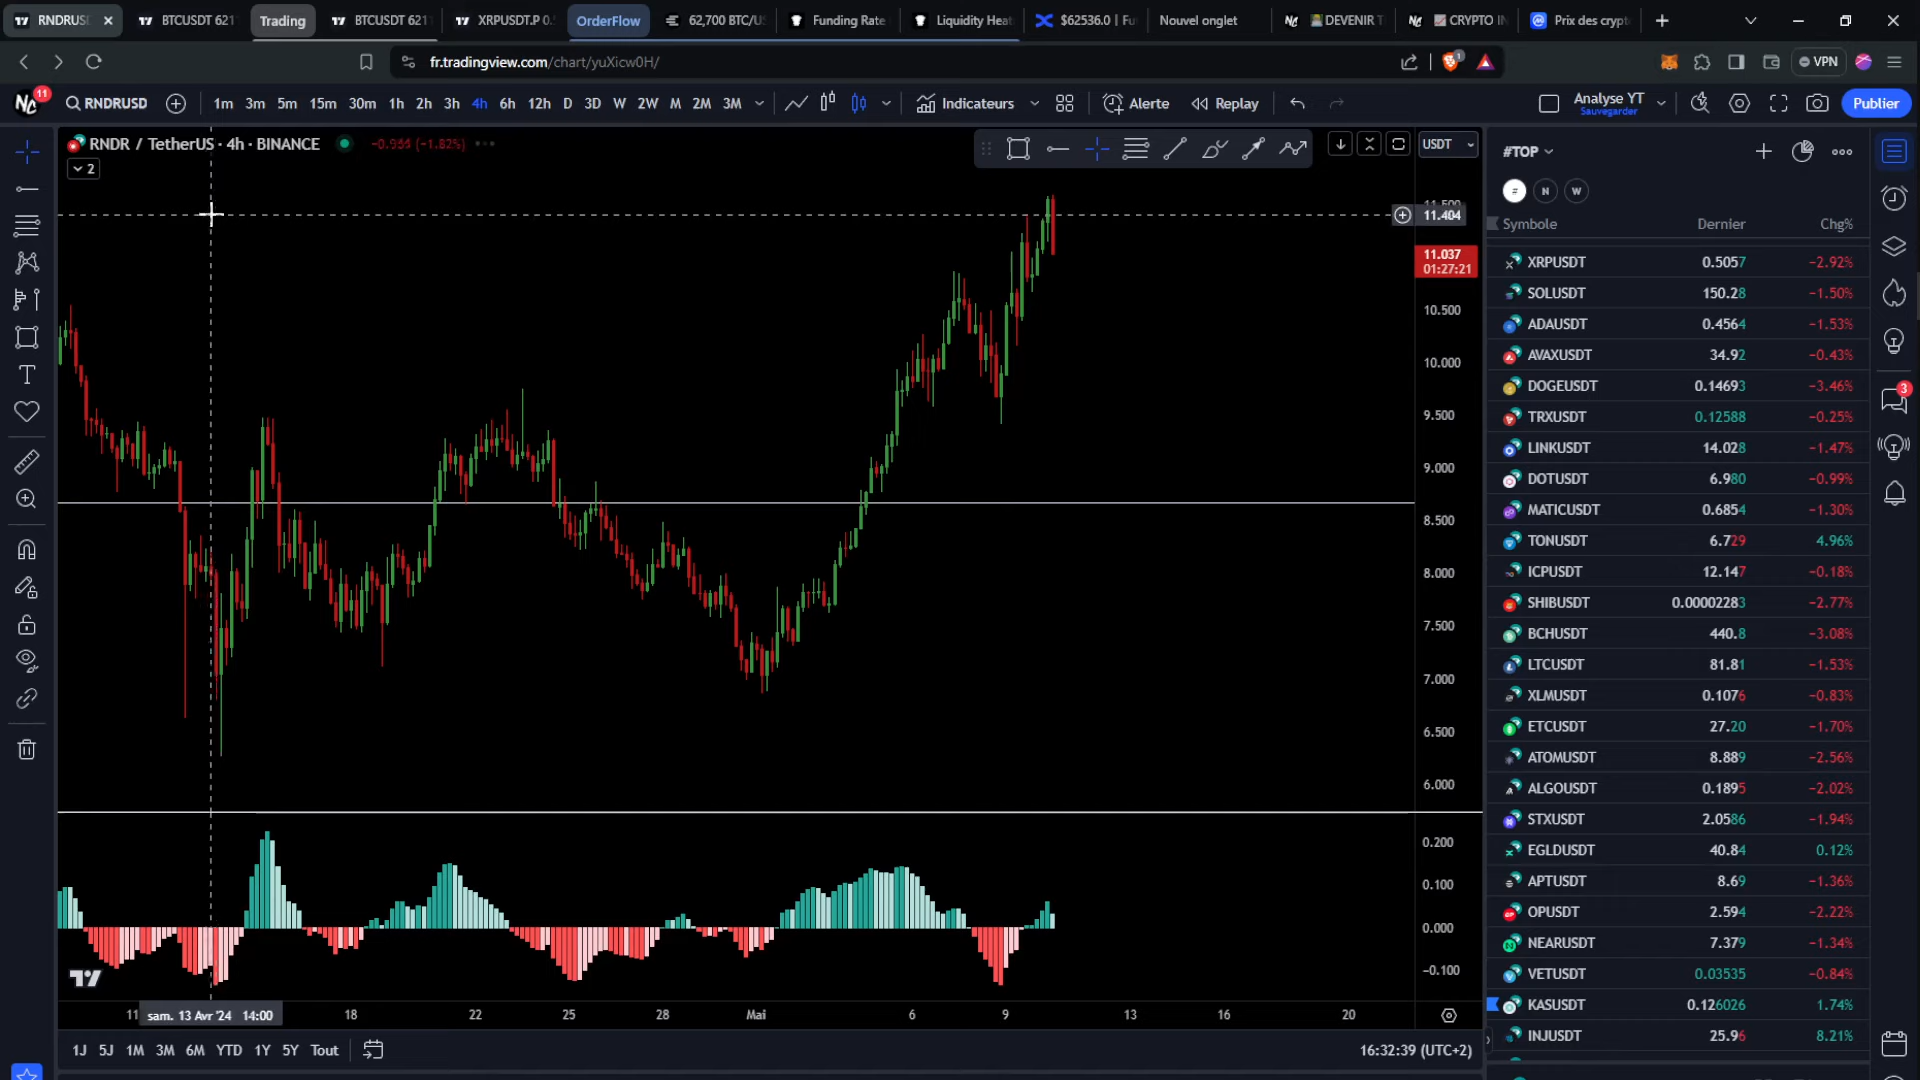 RNDRUS
BTCUSDT 621
Trading
BTCUSDT 621
XRPUSDT.P 0.
OrderFlow
62,700 BTC/U
Funding Rate
Liquidity Hea
$62536.0 | Fu
Nouvel onglet
DEVENIR T
CRYPTO IN
Prix des cryp
fr.tradingview.com/chart/yuXicw0H/
1
VPN
11
RNDRUSD
1m 3m 5m 15m 30m 1h 2h 3h 4h 6h 12h D 3D W 2W M 2M 3M
Indicateurs
Alerte
Replay
Analyse YT
Sauvegarder
Publier
RNDR / TetherUS · 4h · BINANCE
(−1.82%)
2
USDT
11.404
11.037
01:27:21
10.500
10.000
9.500
9.000
8.500
8.000
7.500
7.000
6.500
6.000
0.200
0.100
0.000
−0.100
sam. 13 Avr '24 14:00
18
22
25
28
Mai
6
9
13
16
20
1J 5J 1M 3M 6M YTD 1Y 5Y Tout
16:32:39 (UTC+2)
#TOP
# N W
Symbole Dernier Chg%
XRPUSDT 0.5057 −2.92%
SOLUSDT 150.28 −1.50%
ADAUSDT 0.4564 −1.53%
AVAXUSDT 34.92 −0.43%
DOGEUSDT 0.14693 −3.46%
TRXUSDT 0.12588 −0.25%
LINKUSDT 14.028 −1.47%
DOTUSDT 6.980 −0.99%
MATICUSDT 0.6854 −1.30%
TONUSDT 6.729 4.96%
ICPUSDT 12.147 −0.18%
SHIBUSDT 0.00002283 −2.77%
BCHUSDT 440.8 −3.08%
LTCUSDT 81.81 −1.53%
XLMUSDT 0.1076 −0.83%
ETCUSDT 27.20 −1.70%
ATOMUSDT 8.889 −2.56%
ALGOUSDT 0.1895 −2.02%
STXUSDT 2.0586 −1.94%
EGLDUSDT 40.84 0.12%
APTUSDT 8.69 −1.36%
OPUSDT 2.594 −2.22%
NEARUSDT 7.379 −1.34%
VETUSDT 0.03535 −0.84%
KASUSDT 0.126026 1.74%
INJUSDT 25.96 8.21%
3